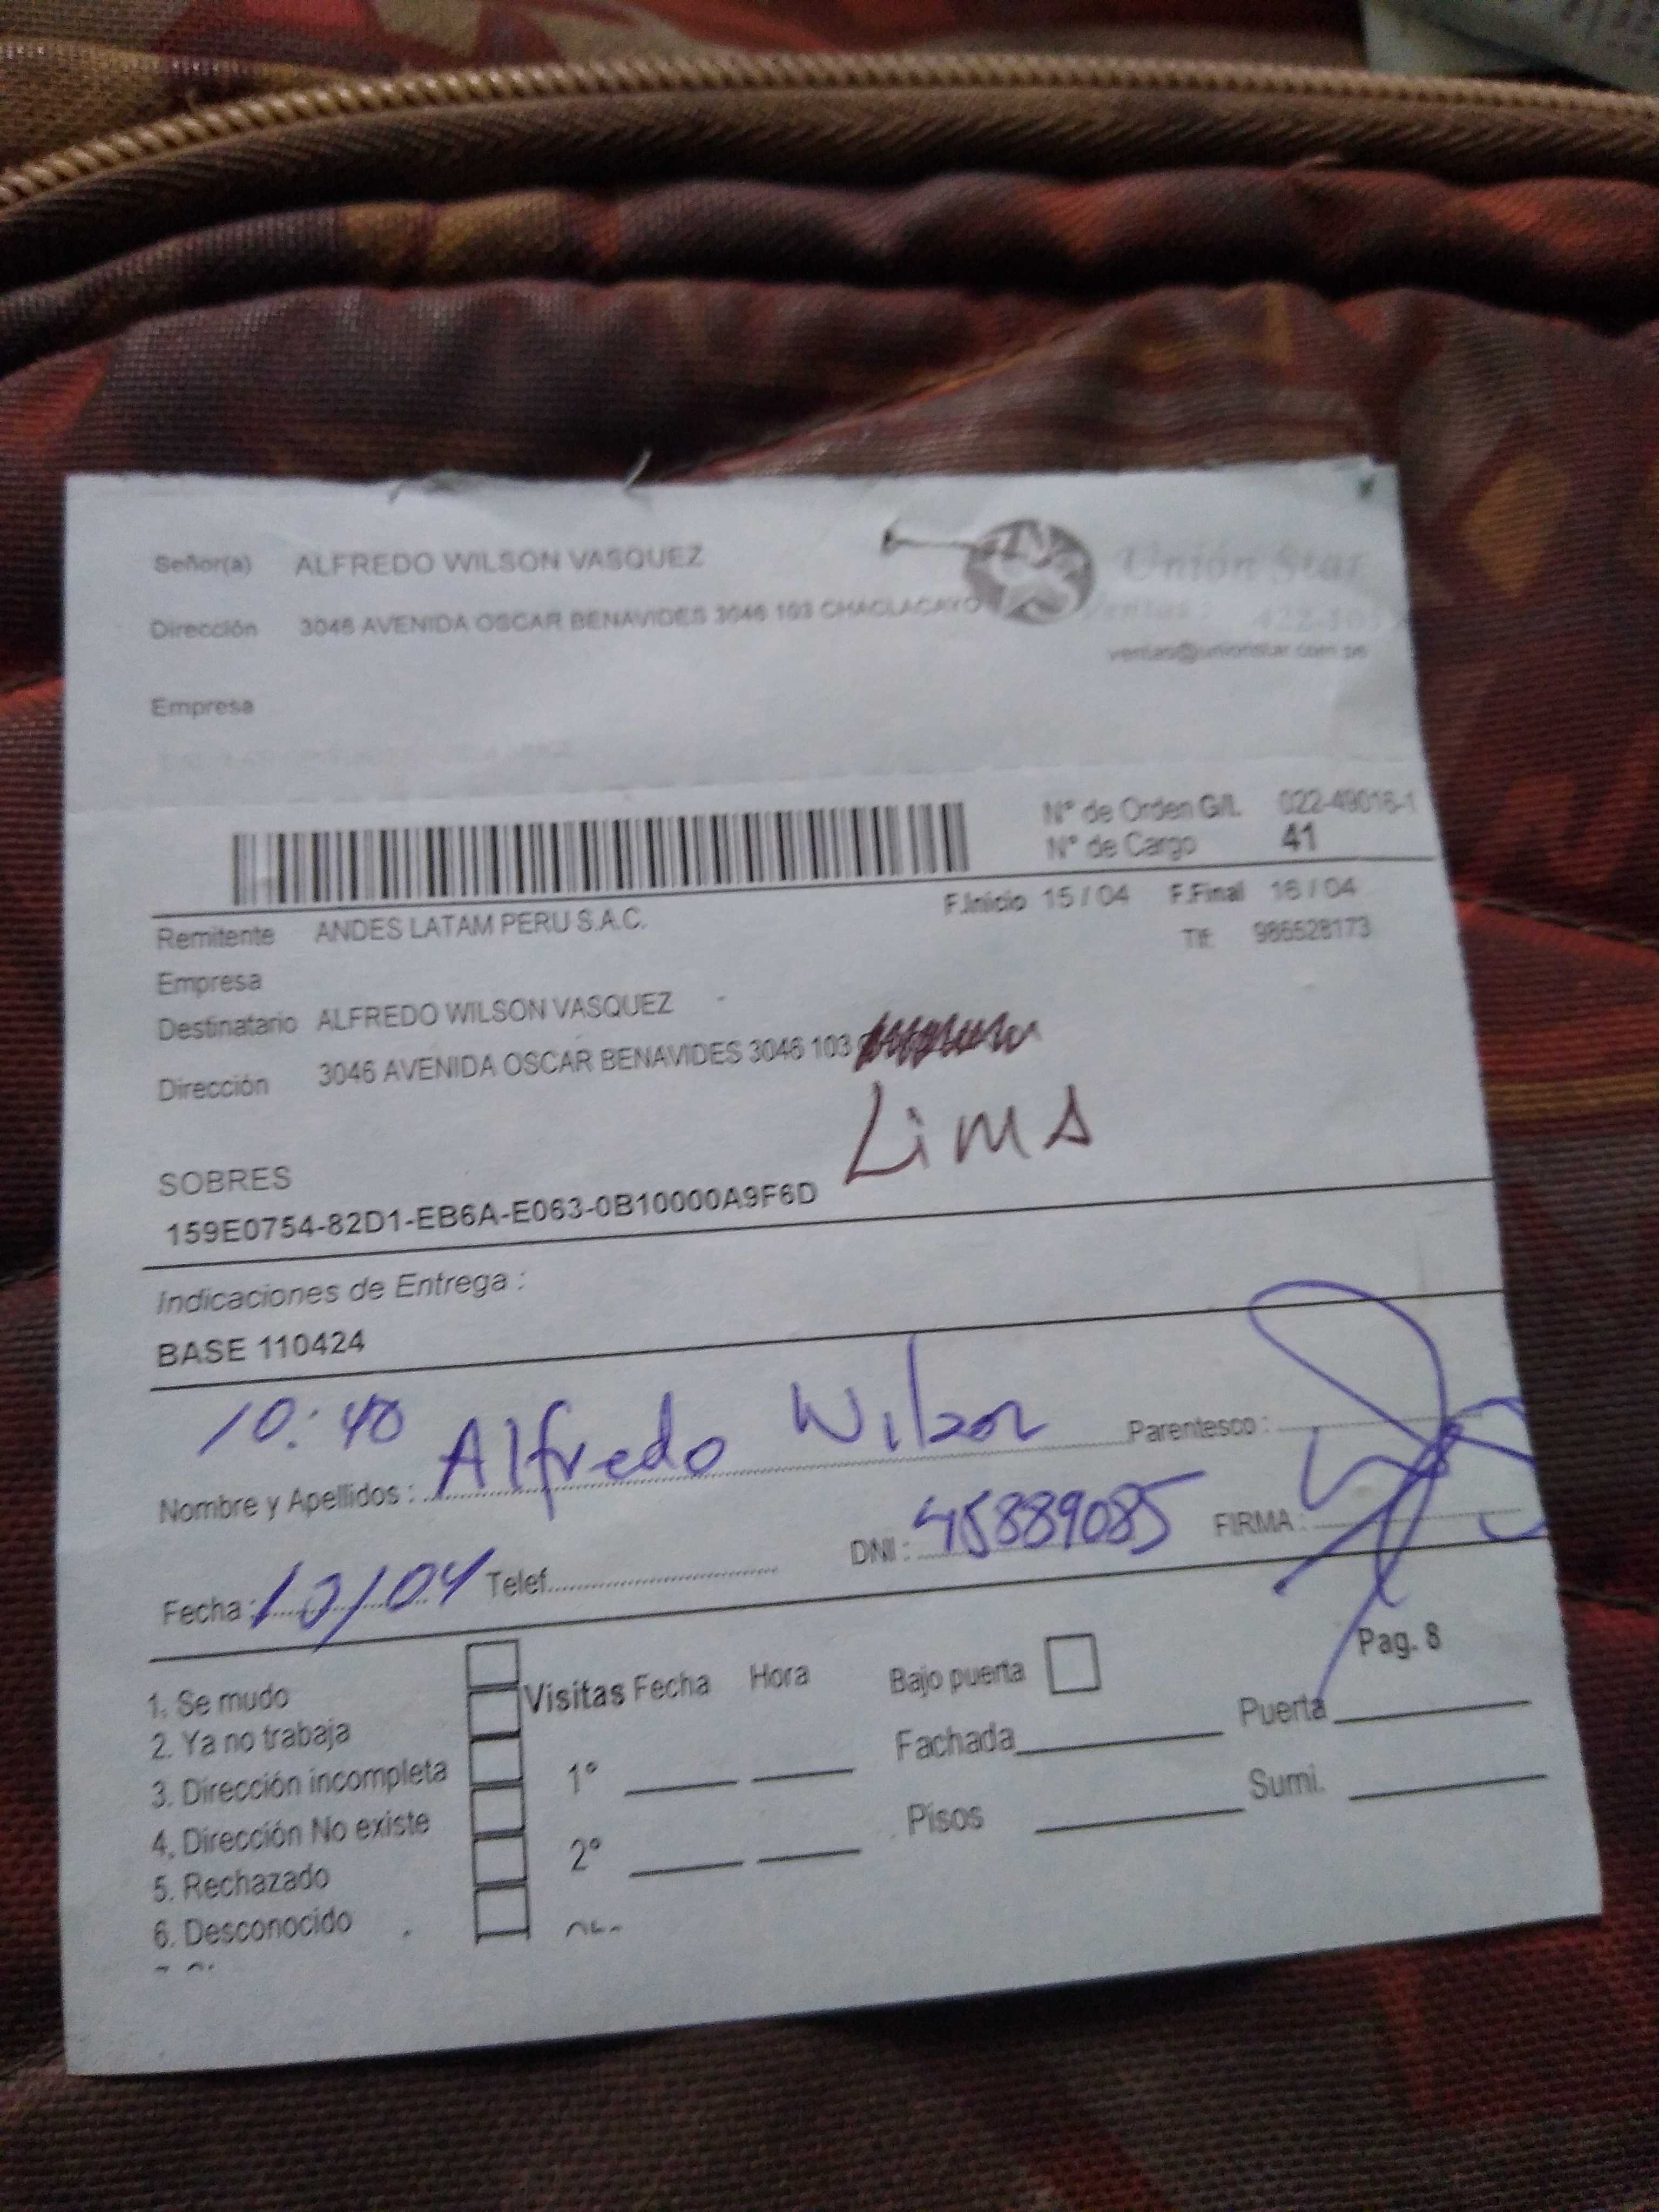 Señor(a) ALFREDO WILSON VASQUEZ
Unión Star
Dirección 3046 AVENIDA OSCAR BENAVIDES 3046 103 CHACLACAYO
Ventas :
ventas@unionstar.com.pe
Empresa
N° de Orden G/L 022-49016-1
N° de Cargo 41
F.Inicio 15 / 04 F.Final 16 / 04
Remitente ANDES LATAM PERU S.A.C.
Tlf: 986528173
Empresa
Destinatario ALFREDO WILSON VASQUEZ
Dirección 3046 AVENIDA OSCAR BENAVIDES 3046 103
Lima
SOBRES
159E0754-82D1-EB6A-E063-0B10000A9F6D
Indicaciones de Entrega :
BASE 110424
10:40
Nombre y Apellidos : Alfredo Wilson Parentesco :
Fecha : Telef. DNI : 45889085 FIRMA :
Pag. 8
1. Se mudo Visitas Fecha Hora Bajo puerta
2. Ya no trabaja Fachada Puerta
3. Dirección incompleta 1°
4. Dirección No existe Pisos Sumi.
5. Rechazado 2°
6. Desconocido